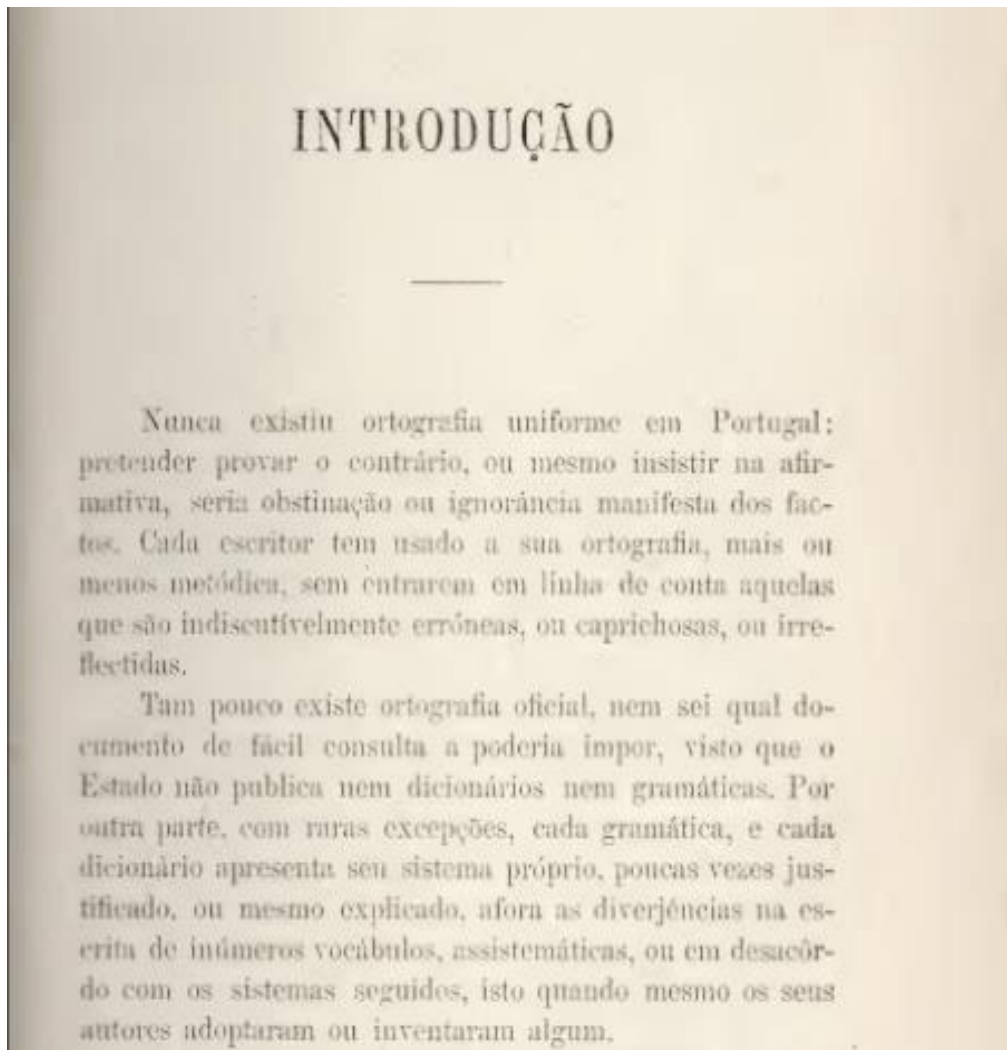 INTRODUÇÃO
Nunca existiu ortografia uniforme em Portugal:
pretender provar o contrário, ou mesmo insistir na afir-
mativa, seria obstinação ou ignoráncia manifesta dos fac-
tos. Cada escritor tem usado a sua ortografia, mais ou
menos metódica, sem entrarem em linha de conta aquelas
que são indiscutívelmente erróneas, ou caprichosas, ou irre-
flectidas.
Tam pouco existe ortografia oficial, nem sei qual do-
cumento de fácil consulta a poderia impor, visto que o
Estado não publica nem dicionários nem gramáticas. Por
outra parte, com raras excepções, cada gramática, e cada
dicionário apresenta seu sistema próprio, poucas vezes jus-
tificado, ou mesmo explicado, afora as diverjéncias na es-
crita de inúmeros vocábulos, assistemáticas, ou em desacôr-
do com os sistemas seguidos, isto quando mesmo os seus
autores adoptaram ou inventaram algum.